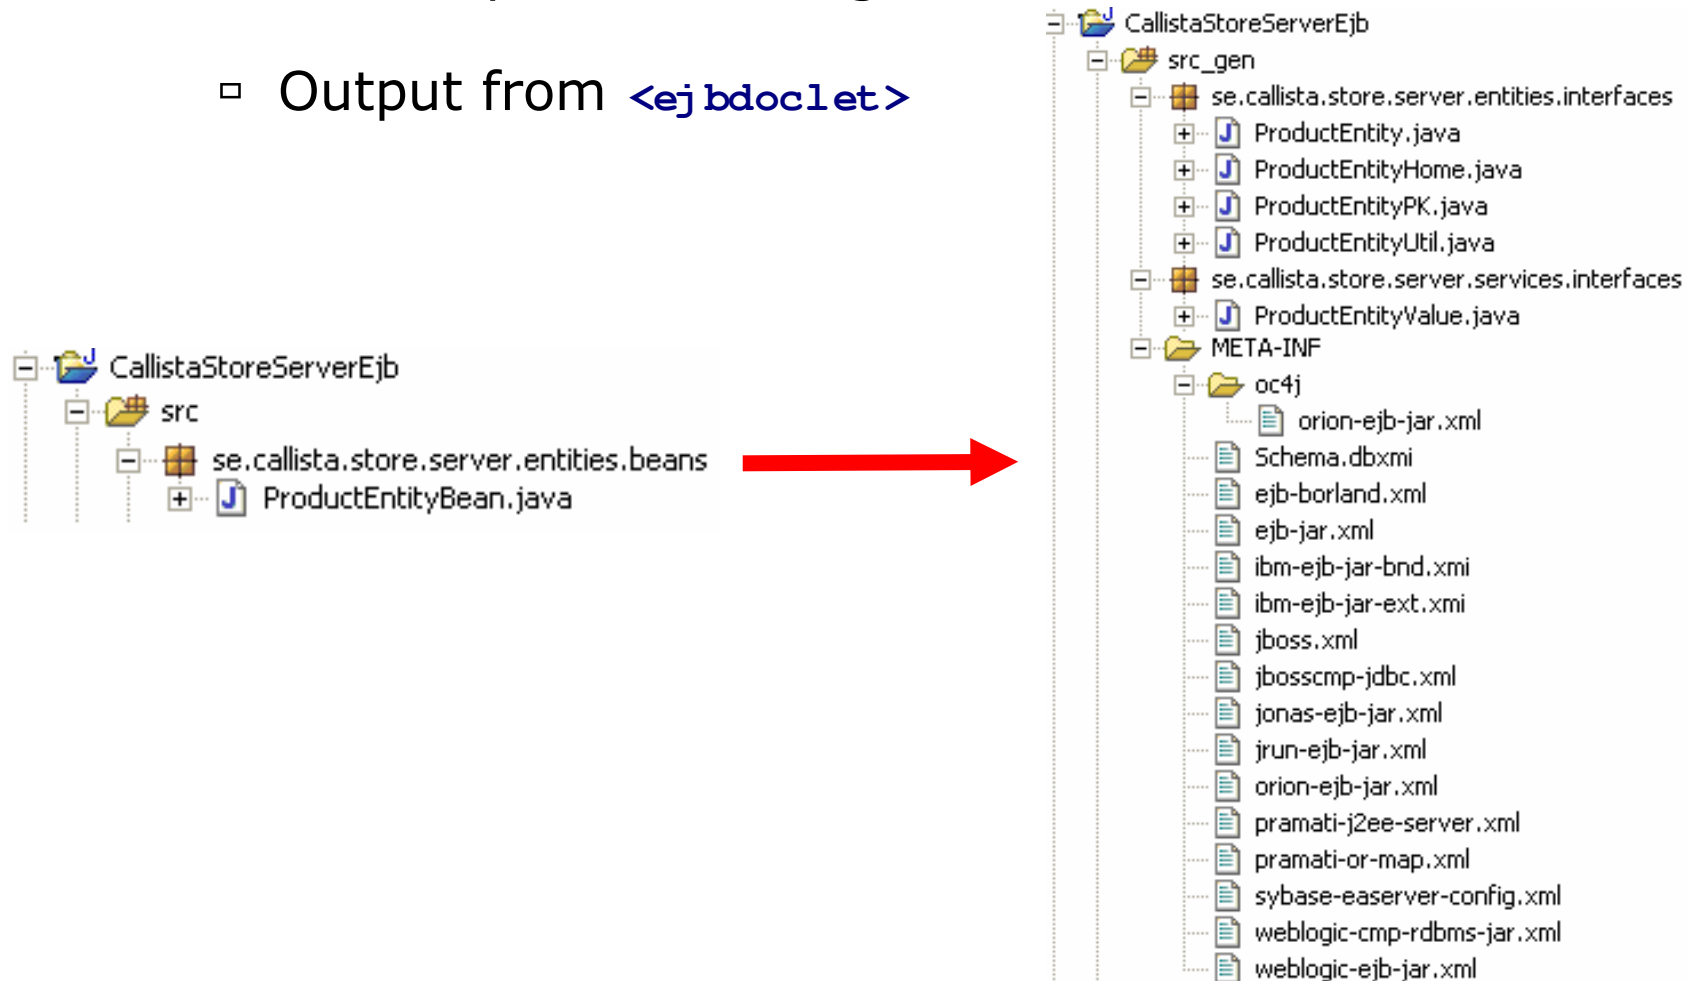 ▫ Output from <ejbdoclet>
CallistaStoreServerEjb
src
se.callista.store.server.entities.beans
ProductEntityBean.java
CallistaStoreServerEjb
src_gen
se.callista.store.server.entities.interfaces
ProductEntity.java
ProductEntityHome.java
ProductEntityPK.java
ProductEntityUtil.java
se.callista.store.server.services.interfaces
ProductEntityValue.java
META-INF
oc4j
orion-ejb-jar.xml
Schema.dbxmi
ejb-borland.xml
ejb-jar.xml
ibm-ejb-jar-bnd.xmi
ibm-ejb-jar-ext.xmi
jboss.xml
jbosscmp-jdbc.xml
jonas-ejb-jar.xml
jrun-ejb-jar.xml
orion-ejb-jar.xml
pramati-j2ee-server.xml
pramati-or-map.xml
sybase-easerver-config.xml
weblogic-cmp-rdbms-jar.xml
weblogic-ejb-jar.xml